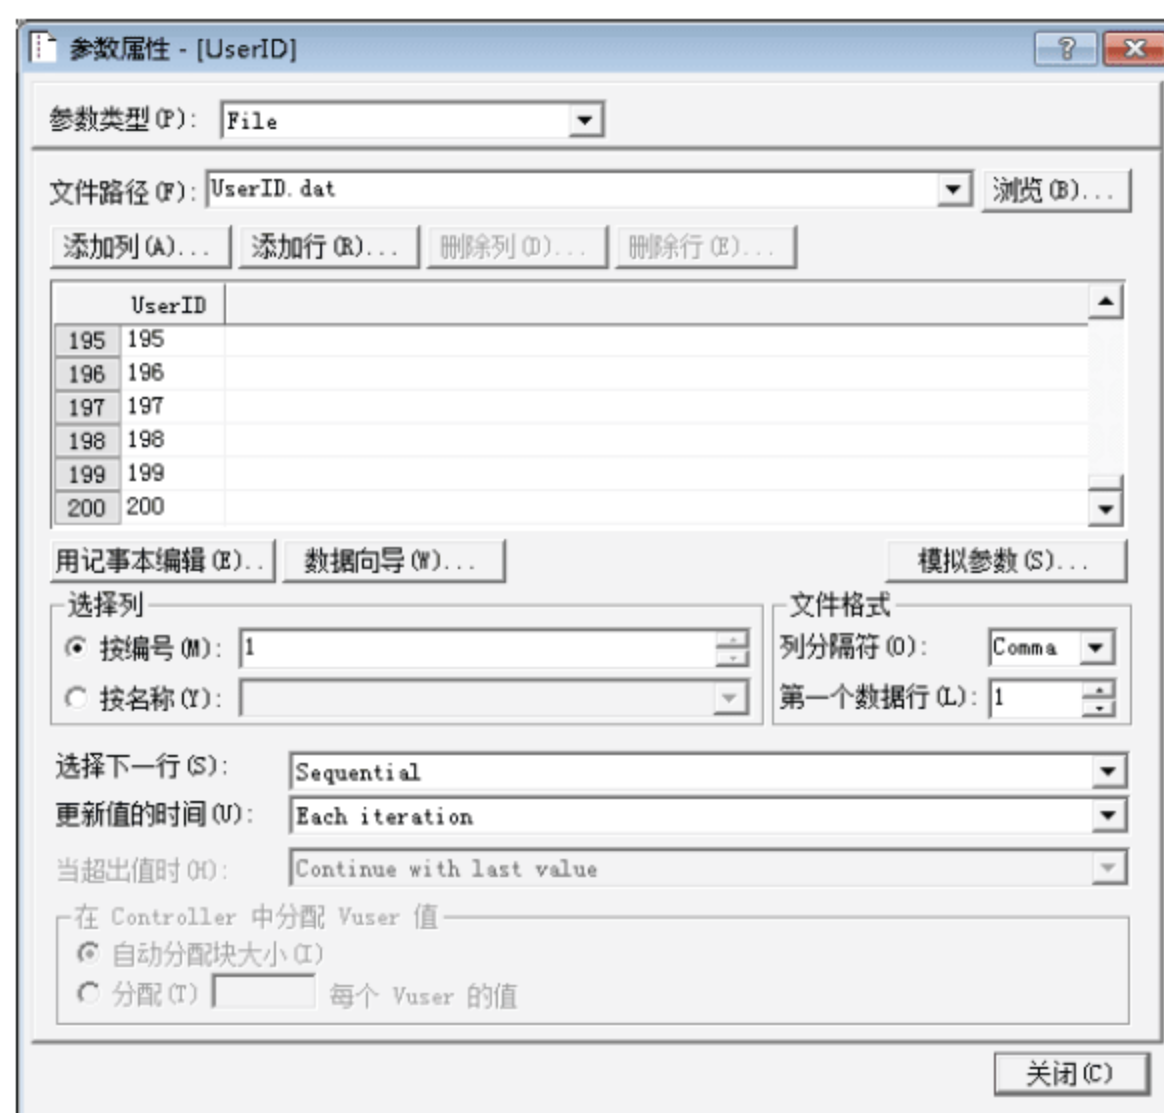 参数属性 - [UserID]
参数类型(P): File
文件路径(F): UserID.dat 浏览(B)...
添加列(A)... 添加行(R)... 删除列(D)... 删除行(E)...
UserID
195 195
196 196
197 197
198 198
199 199
200 200
用记事本编辑(E)... 数据向导(W)... 模拟参数(S)...
选择列 文件格式
按编号(M): 1 列分隔符(O): Comma
按名称(Y): 第一个数据行(L): 1
选择下一行(S): Sequential
更新值的时间(U): Each iteration
当超出值时(H): Continue with last value
在 Controller 中分配 Vuser 值
自动分配块大小(I)
分配(T) 每个 Vuser 的值
关闭(C)